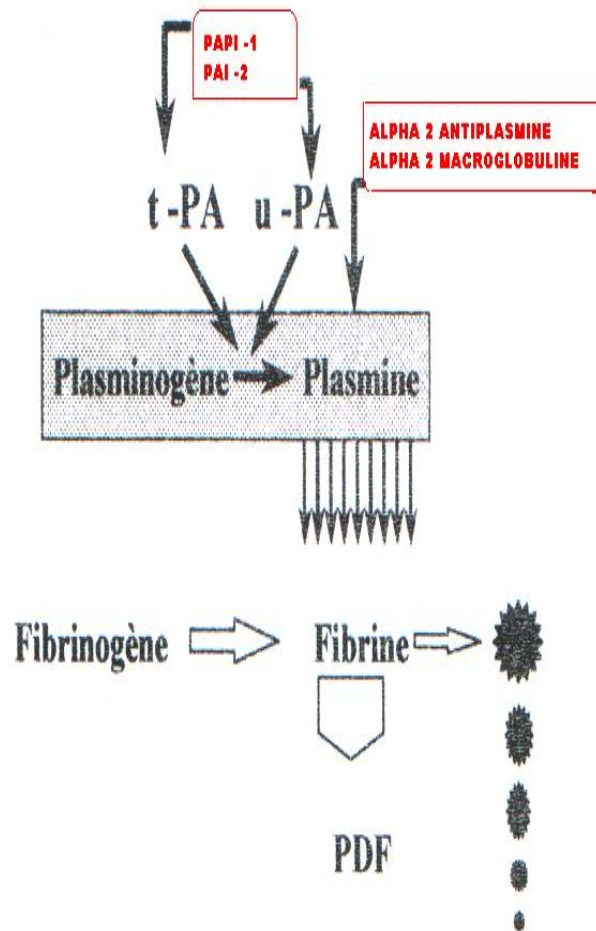 PAPI -1
PAI -2
ALPHA 2 ANTIPLASMINE
ALPHA 2 MACROGLOBULINE
t -PA u -PA
Plasminogène Plasmine
Fibrinogène Fibrine
PDF